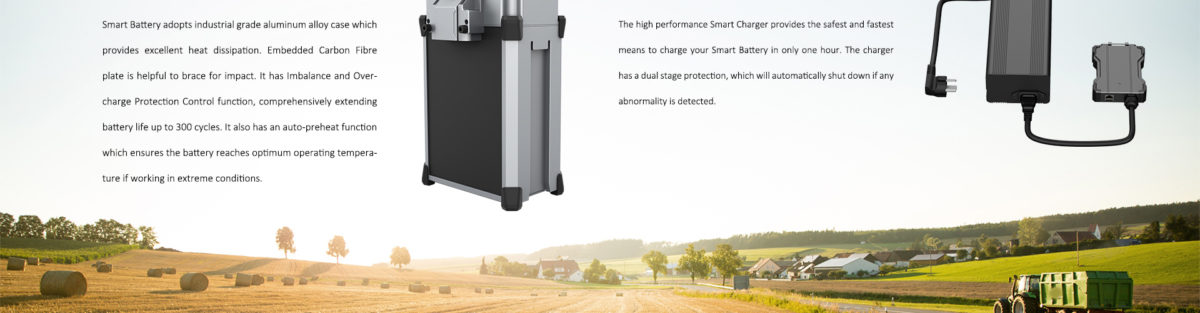 Smart Battery adopts industrial grade aluminum alloy case which
provides excellent heat dissipation. Embedded Carbon Fibre
plate is helpful to brace for impact. It has Imbalance and Over-
charge Protection Control function, comprehensively extending
battery life up to 300 cycles. It also has an auto-preheat function
which ensures the battery reaches optimum operating tempera-
ture if working in extreme conditions.
The high performance Smart Charger provides the safest and fastest
means to charge your Smart Battery in only one hour. The charger
has a dual stage protection, which will automatically shut down if any
abnormality is detected.